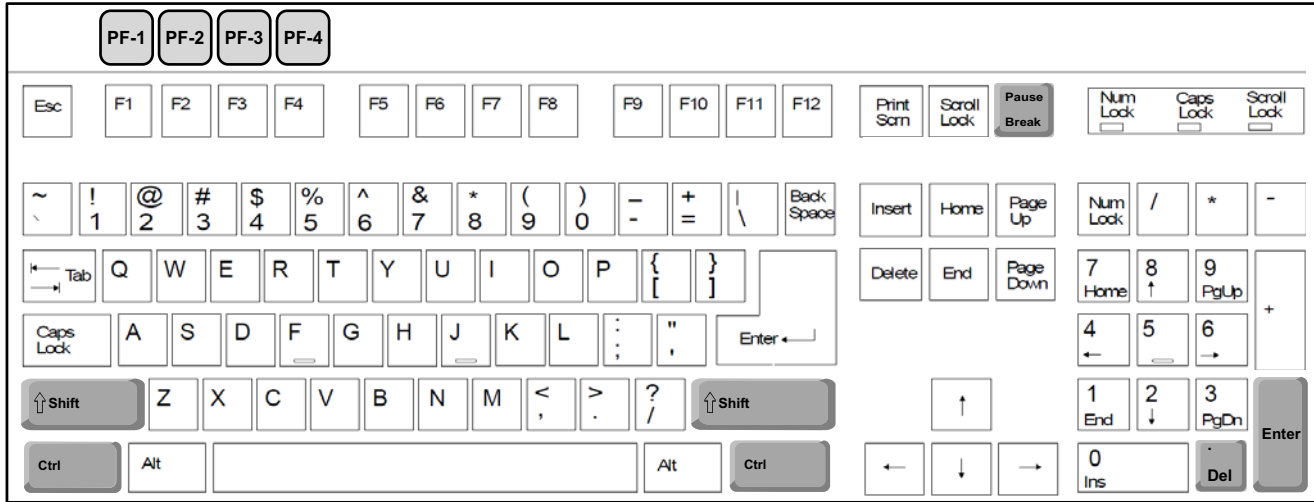 PF-1 PF-2 PF-3 PF-4
Esc F1 F2 F3 F4 F5 F6 F7 F8 F9 F10 F11 F12 Print Scrn Scroll Lock Pause Break Num Lock Caps Lock Scroll Lock
~ ! @ # $ % ^ & * ( ) _ + | Back Space Insert Home Page Up Num Lock / * -
` 1 2 3 4 5 6 7 8 9 0 - = \
Tab Q W E R T Y U I O P { } Delete End Page Down 7 8 9 +
[ ] Home ↑ PgUp
Caps Lock A S D F G H J K L : " Enter 4 5 6
; ' ← →
⇧ Shift Z X C V B N M < > ? ⇧ Shift ↑ 1 2 3 Enter
, . / End ↓ PgDn
Ctrl Alt Alt Ctrl ← ↓ → 0 .
Ins Del